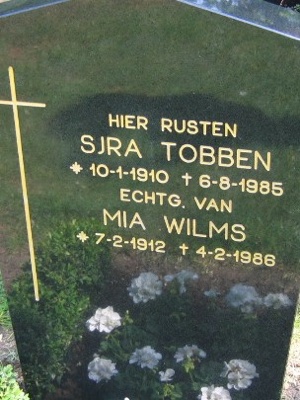 HIER RUSTEN
SJRA TOBBEN
* 10-1-1910 † 6-8-1985
ECHTG. VAN
MIA WILMS
* 7-2-1912 † 4-2-1986